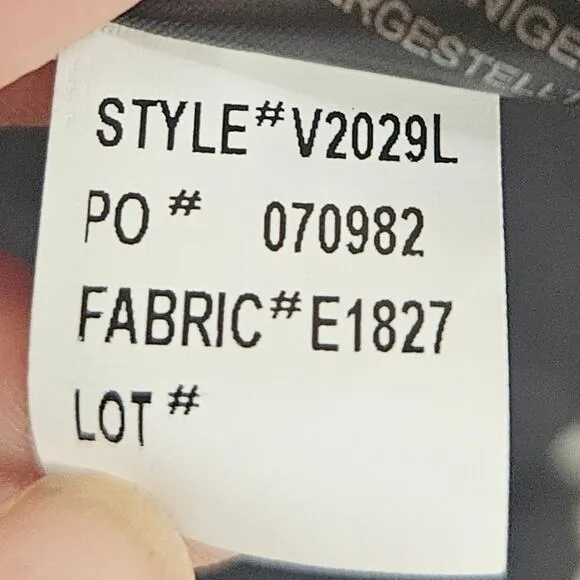 STYLE#V2029L
PO # 070982
FABRIC#E1827
LOT #